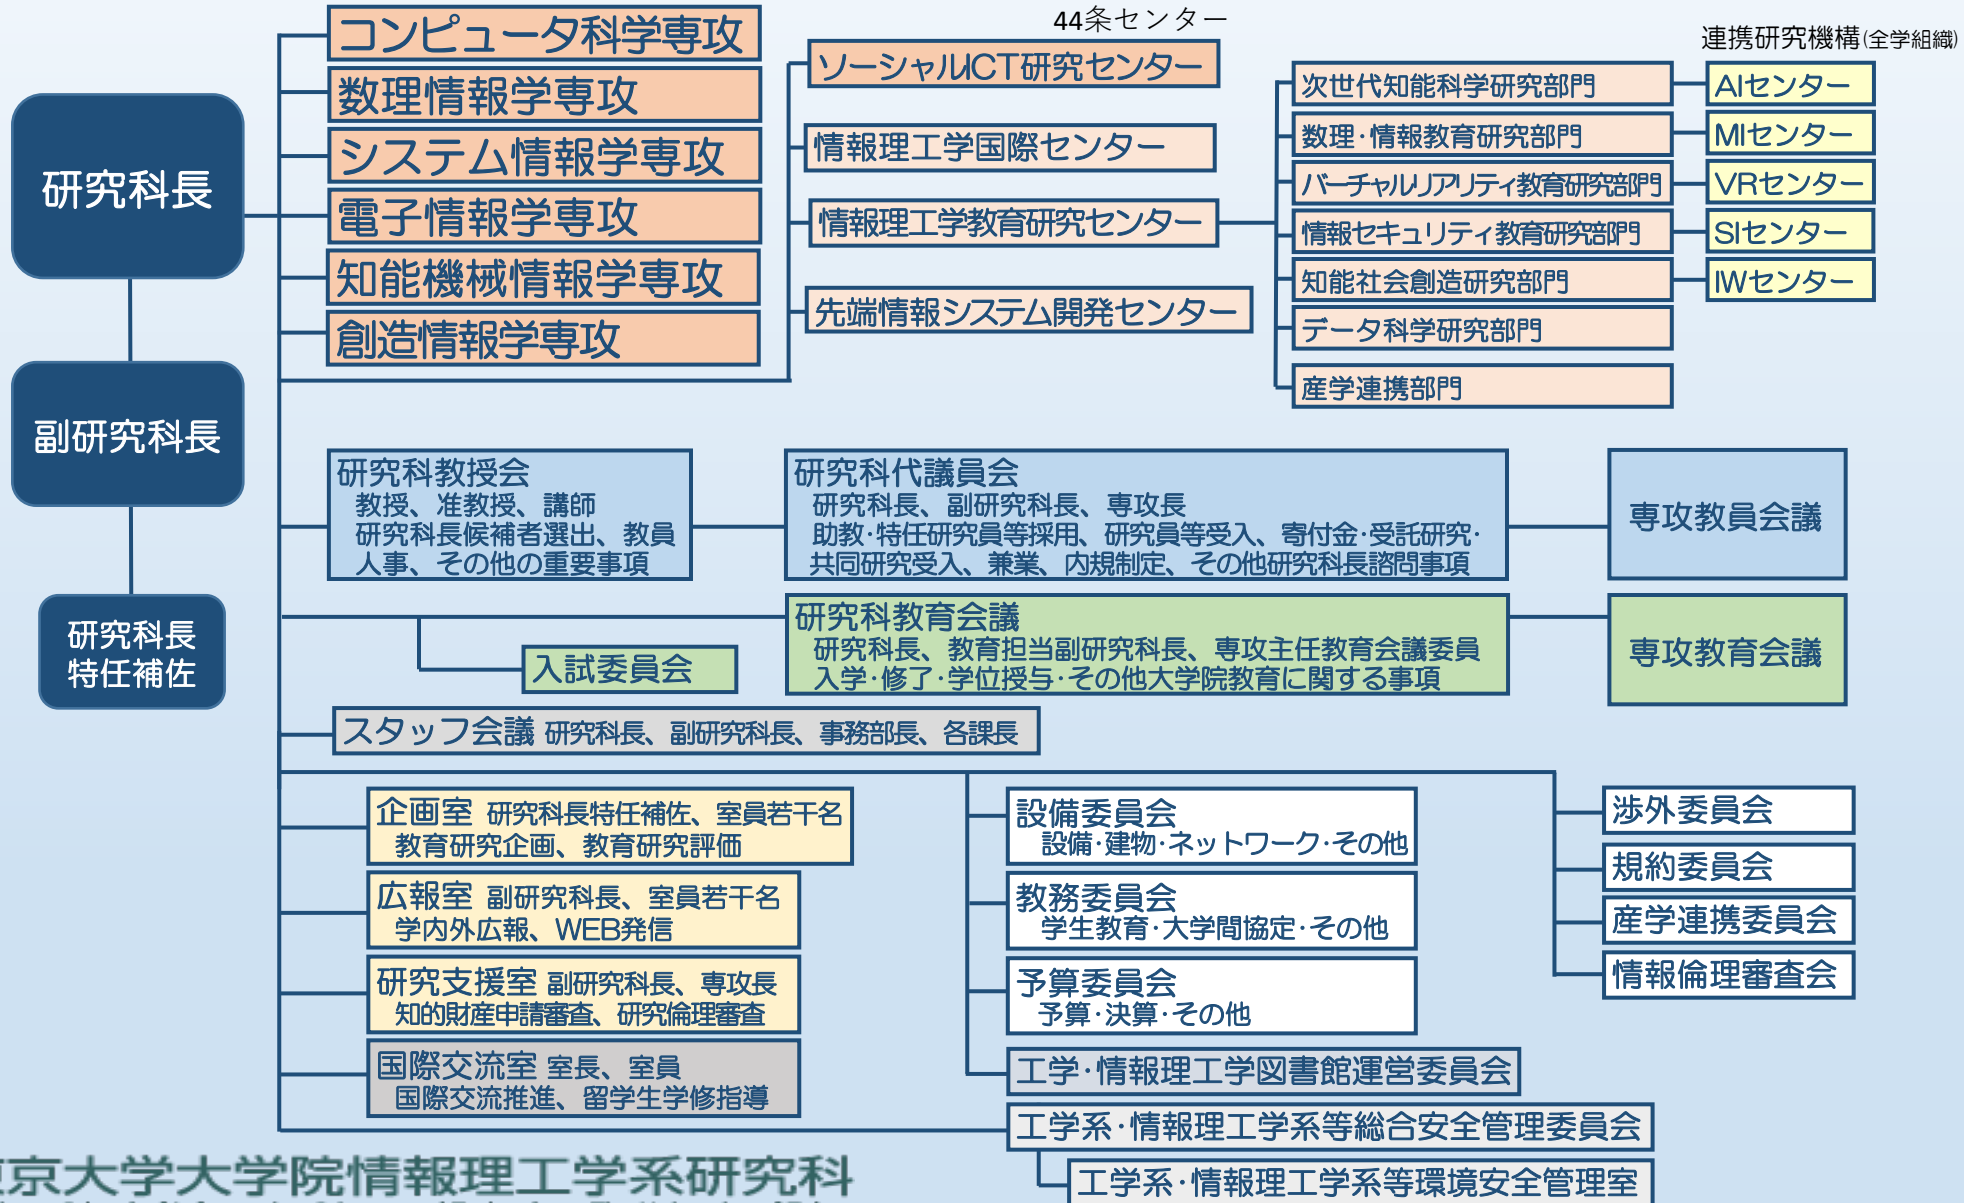 44条センター
連携研究機構(全学組織)
研究科長
副研究科長
研究科長
特任補佐
コンピュータ科学専攻
数理情報学専攻
システム情報学専攻
電子情報学専攻
知能機械情報学専攻
創造情報学専攻
ソーシャルICT研究センター
情報理工学国際センター
情報理工学教育研究センター
先端情報システム開発センター
次世代知能科学研究部門
数理・情報教育研究部門
バーチャルリアリティ教育研究部門
情報セキュリティ教育研究部門
知能社会創造研究部門
データ科学研究部門
産学連携部門
AIセンター
MIセンター
VRセンター
SIセンター
IWセンター
研究科教授会
教授、准教授、講師
研究科長候補者選出、教員
人事、その他の重要事項
研究科代議員会
研究科長、副研究科長、専攻長
助教・特任研究員等採用、研究員等受入、寄付金・受託研究・
共同研究受入、兼業、内規制定、その他研究科長諮問事項
専攻教員会議
研究科教育会議
研究科長、教育担当副研究科長、専攻主任教育会議委員
入学・修了・学位授与・その他大学院教育に関する事項
専攻教育会議
入試委員会
スタッフ会議 研究科長、副研究科長、事務部長、各課長
企画室 研究科長特任補佐、室員若干名
教育研究企画、教育研究評価
広報室 副研究科長、室員若干名
学内外広報、WEB発信
研究支援室 副研究科長、専攻長
知的財産申請審査、研究倫理審査
国際交流室 室長、室員
国際交流推進、留学生学修指導
設備委員会
設備・建物・ネットワーク・その他
教務委員会
学生教育・大学間協定・その他
予算委員会
予算・決算・その他
工学・情報理工学図書館運営委員会
工学系・情報理工学系等総合安全管理委員会
工学系・情報理工学系等環境安全管理室
渉外委員会
規約委員会
産学連携委員会
情報倫理審査会
京大学大学院情報理工学系研究科